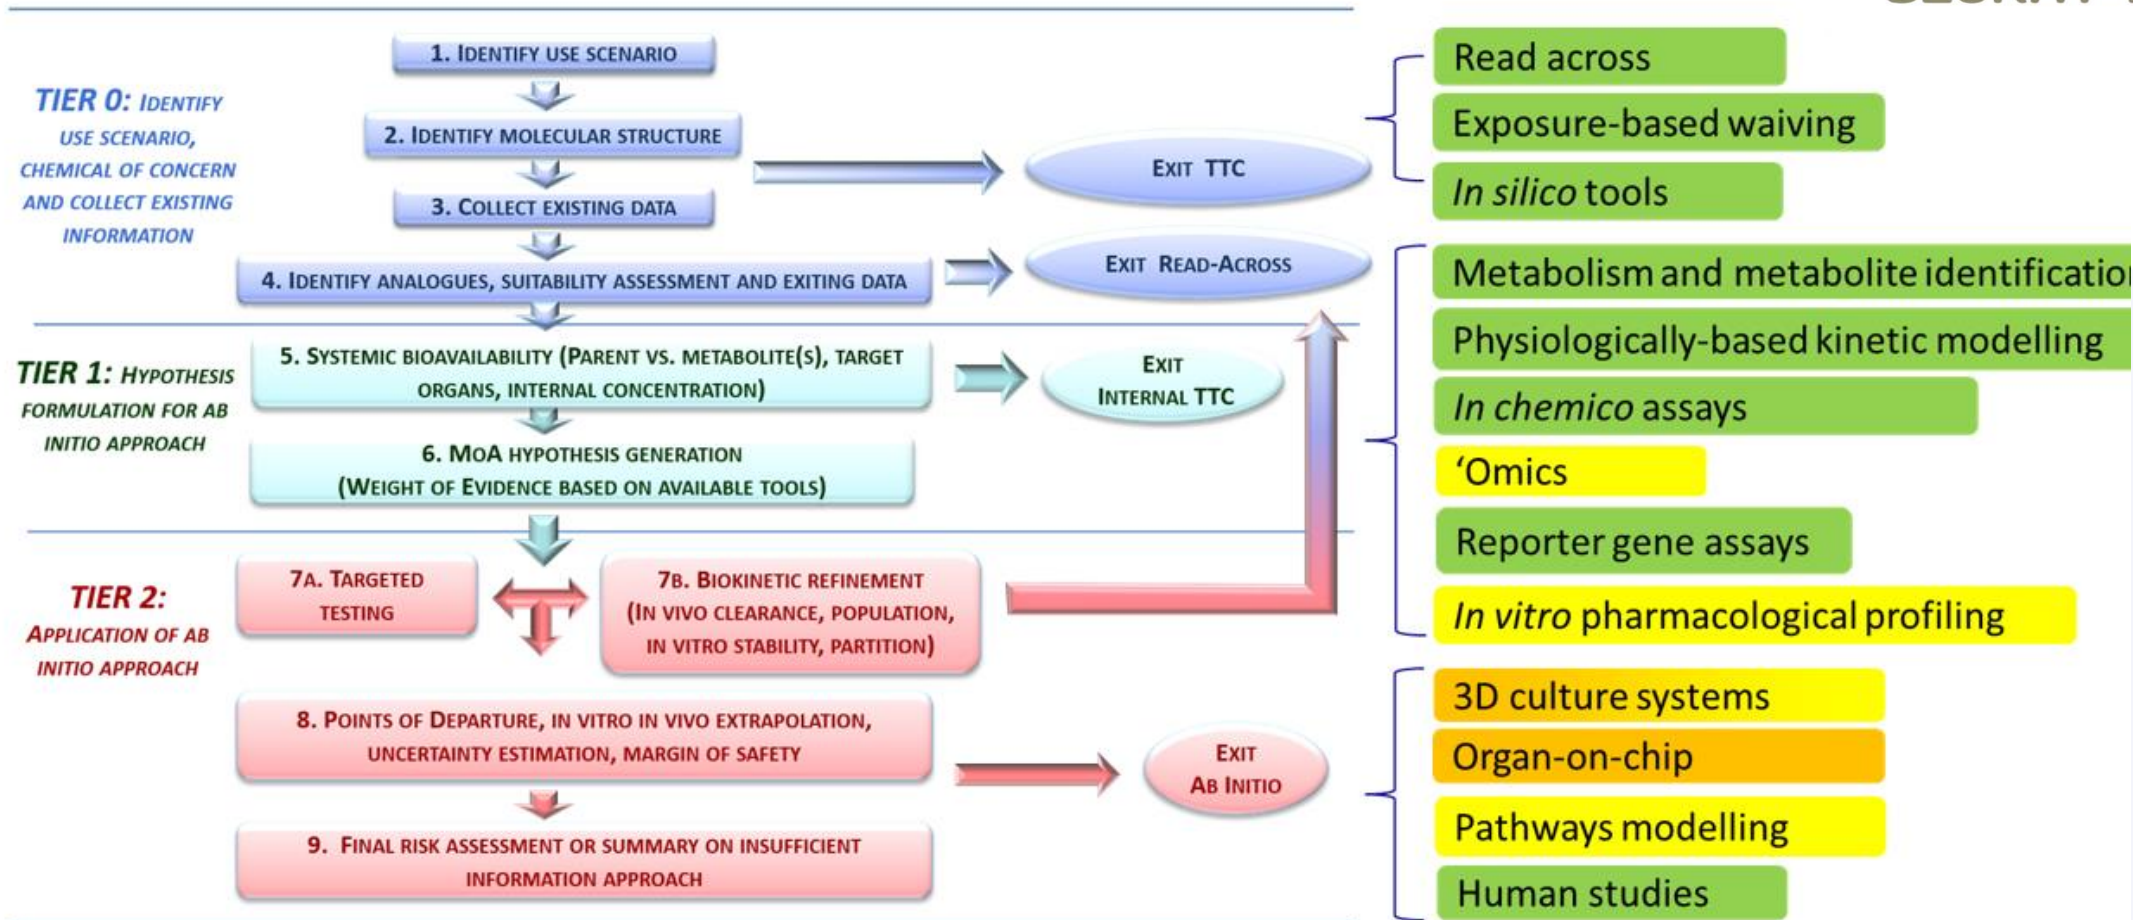 TIER 0: IDENTIFY
USE SCENARIO,
CHEMICAL OF CONCERN
AND COLLECT EXISTING
INFORMATION
1. IDENTIFY USE SCENARIO
2. IDENTIFY MOLECULAR STRUCTURE
3. COLLECT EXISTING DATA
4. IDENTIFY ANALOGUES, SUITABILITY ASSESSMENT AND EXITING DATA
EXIT TTC
EXIT READ-ACROSS
TIER 1: HYPOTHESIS
FORMULATION FOR AB
INITIO APPROACH
5. SYSTEMIC BIOAVAILABILITY (PARENT VS. METABOLITE(S), TARGET
ORGANS, INTERNAL CONCENTRATION)
EXIT
INTERNAL TTC
6. MOA HYPOTHESIS GENERATION
(WEIGHT OF EVIDENCE BASED ON AVAILABLE TOOLS)
TIER 2:
APPLICATION OF AB
INITIO APPROACH
7A. TARGETED
TESTING
7B. BIOKINETIC REFINEMENT
(IN VIVO CLEARANCE, POPULATION,
IN VITRO STABILITY, PARTITION)
8. POINTS OF DEPARTURE, IN VITRO IN VIVO EXTRAPOLATION,
UNCERTAINTY ESTIMATION, MARGIN OF SAFETY
EXIT
AB INITIO
9. FINAL RISK ASSESSMENT OR SUMMARY ON INSUFFICIENT
INFORMATION APPROACH
Read across
Exposure-based waiving
In silico tools
Metabolism and metabolite identification
Physiologically-based kinetic modelling
In chemico assays
‘Omics
Reporter gene assays
In vitro pharmacological profiling
3D culture systems
Organ-on-chip
Pathways modelling
Human studies